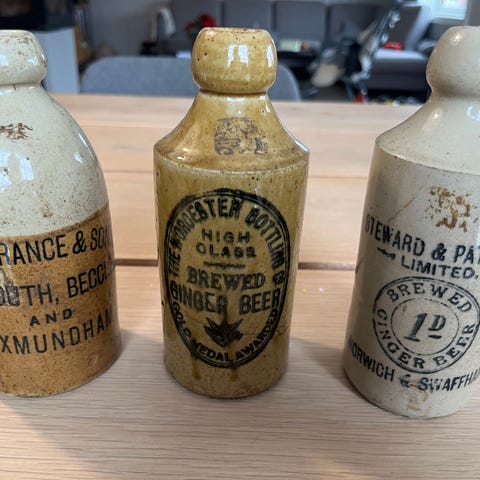 RANCE & SON
OUTH, BECCL
AND
XMUNDHAM
THE WORCESTER BOTTLING Co
HIGH
CLASS
BREWED
GINGER BEER
GOLD MEDAL AWARDED
STEWARD & PAT
LIMITED.
BREWED
1D
GINGER BEER
NORWICH & SWAFFHA